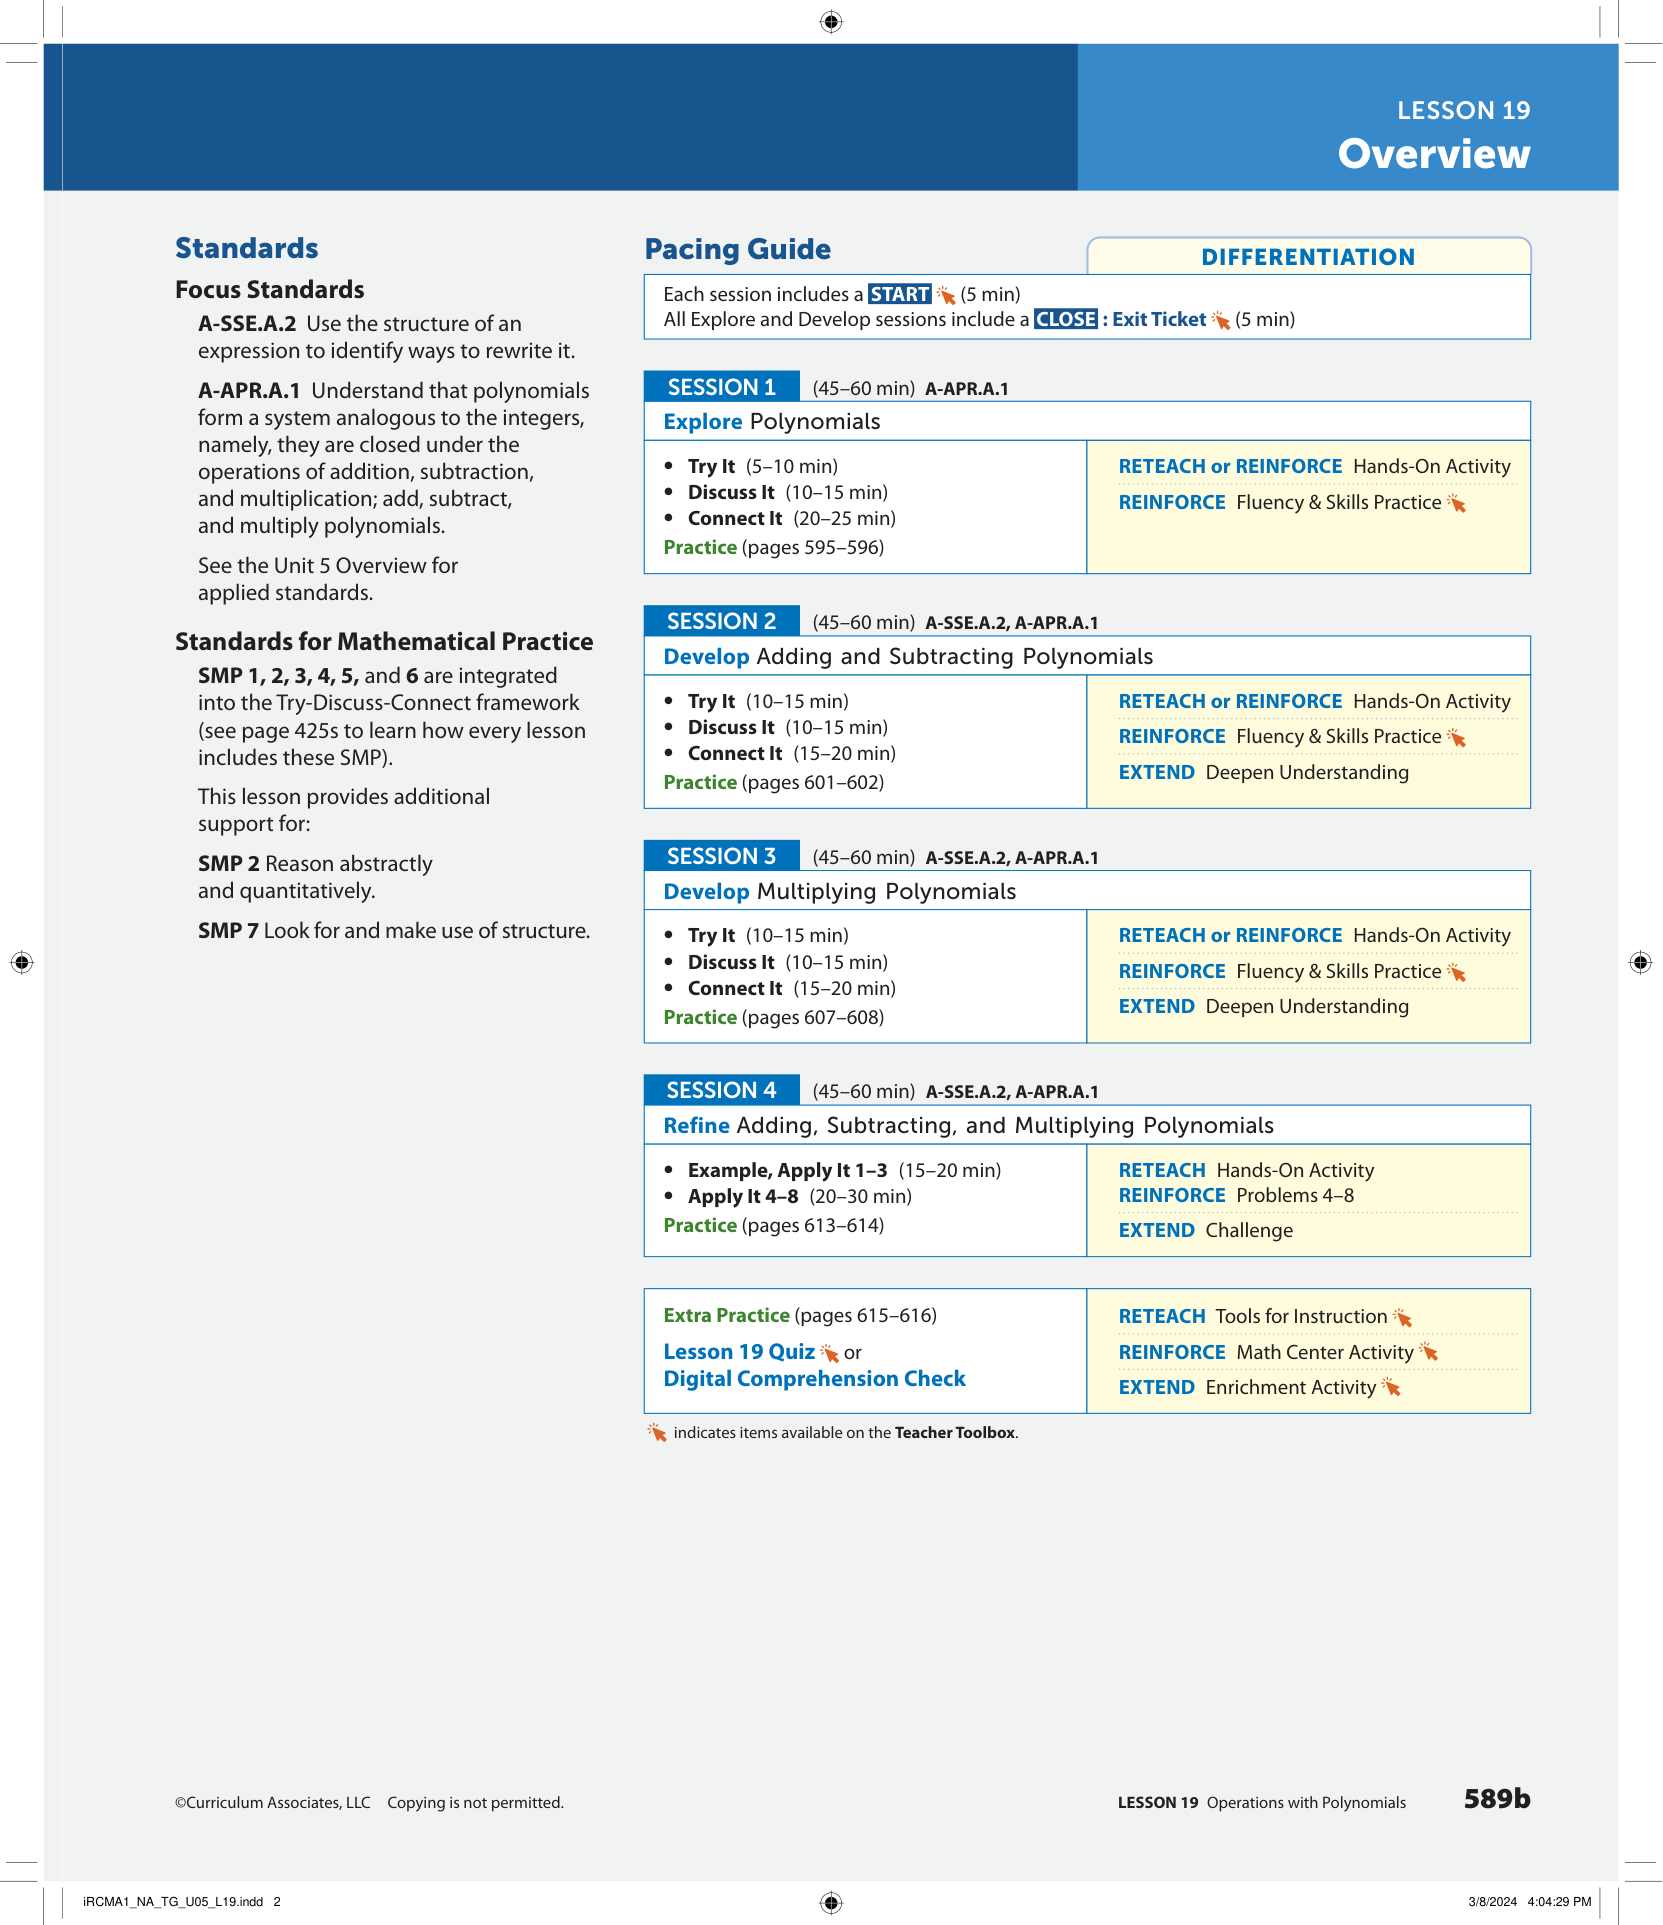 LESSON 19
Overview
Standards
Focus Standards
A-SSE.A.2 Use the structure of an
expression to identify ways to rewrite it.
A-APR.A.1 Understand that polynomials
form a system analogous to the integers,
namely, they are closed under the
operations of addition, subtraction,
and multiplication; add, subtract,
and multiply polynomials.
See the Unit 5 Overview for
applied standards.
Standards for Mathematical Practice
SMP 1, 2, 3, 4, 5, and 6 are integrated
into the Try-Discuss-Connect framework
(see page 425s to learn how every lesson
includes these SMP).
This lesson provides additional
support for:
SMP 2 Reason abstractly
and quantitatively.
SMP 7 Look for and make use of structure.
Pacing Guide
DIFFERENTIATION
Each session includes a START (5 min)
All Explore and Develop sessions include a CLOSE : Exit Ticket (5 min)
SESSION 1 (45–60 min) A-APR.A.1
Explore Polynomials
• Try It (5–10 min)
• Discuss It (10–15 min)
• Connect It (20–25 min)
Practice (pages 595–596)
RETEACH or REINFORCE Hands-On Activity
REINFORCE Fluency & Skills Practice
SESSION 2 (45–60 min) A-SSE.A.2, A-APR.A.1
Develop Adding and Subtracting Polynomials
• Try It (10–15 min)
• Discuss It (10–15 min)
• Connect It (15–20 min)
Practice (pages 601–602)
RETEACH or REINFORCE Hands-On Activity
REINFORCE Fluency & Skills Practice
EXTEND Deepen Understanding
SESSION 3 (45–60 min) A-SSE.A.2, A-APR.A.1
Develop Multiplying Polynomials
• Try It (10–15 min)
• Discuss It (10–15 min)
• Connect It (15–20 min)
Practice (pages 607–608)
RETEACH or REINFORCE Hands-On Activity
REINFORCE Fluency & Skills Practice
EXTEND Deepen Understanding
SESSION 4 (45–60 min) A-SSE.A.2, A-APR.A.1
Refine Adding, Subtracting, and Multiplying Polynomials
• Example, Apply It 1–3 (15–20 min)
• Apply It 4–8 (20–30 min)
Practice (pages 613–614)
RETEACH Hands-On Activity
REINFORCE Problems 4–8
EXTEND Challenge
Extra Practice (pages 615–616)
Lesson 19 Quiz or
Digital Comprehension Check
RETEACH Tools for Instruction
REINFORCE Math Center Activity
EXTEND Enrichment Activity
indicates items available on the Teacher Toolbox.
©Curriculum Associates, LLC Copying is not permitted.
LESSON 19 Operations with Polynomials 589b
iRCMA1_NA_TG_U05_L19.indd 2
3/8/2024 4:04:29 PM